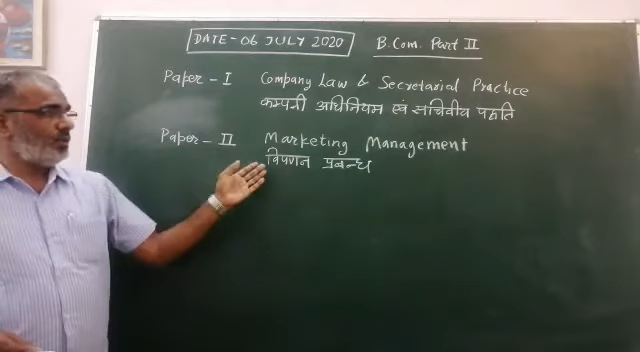 DATE - 06 JULY 2020 B.Com. Part II
Paper - I Company Law & Secretarial Practice
कम्पनी अधिनियम एवं सचिवीय पद्धति
Paper - II Marketing Management
विपणन प्रबन्ध